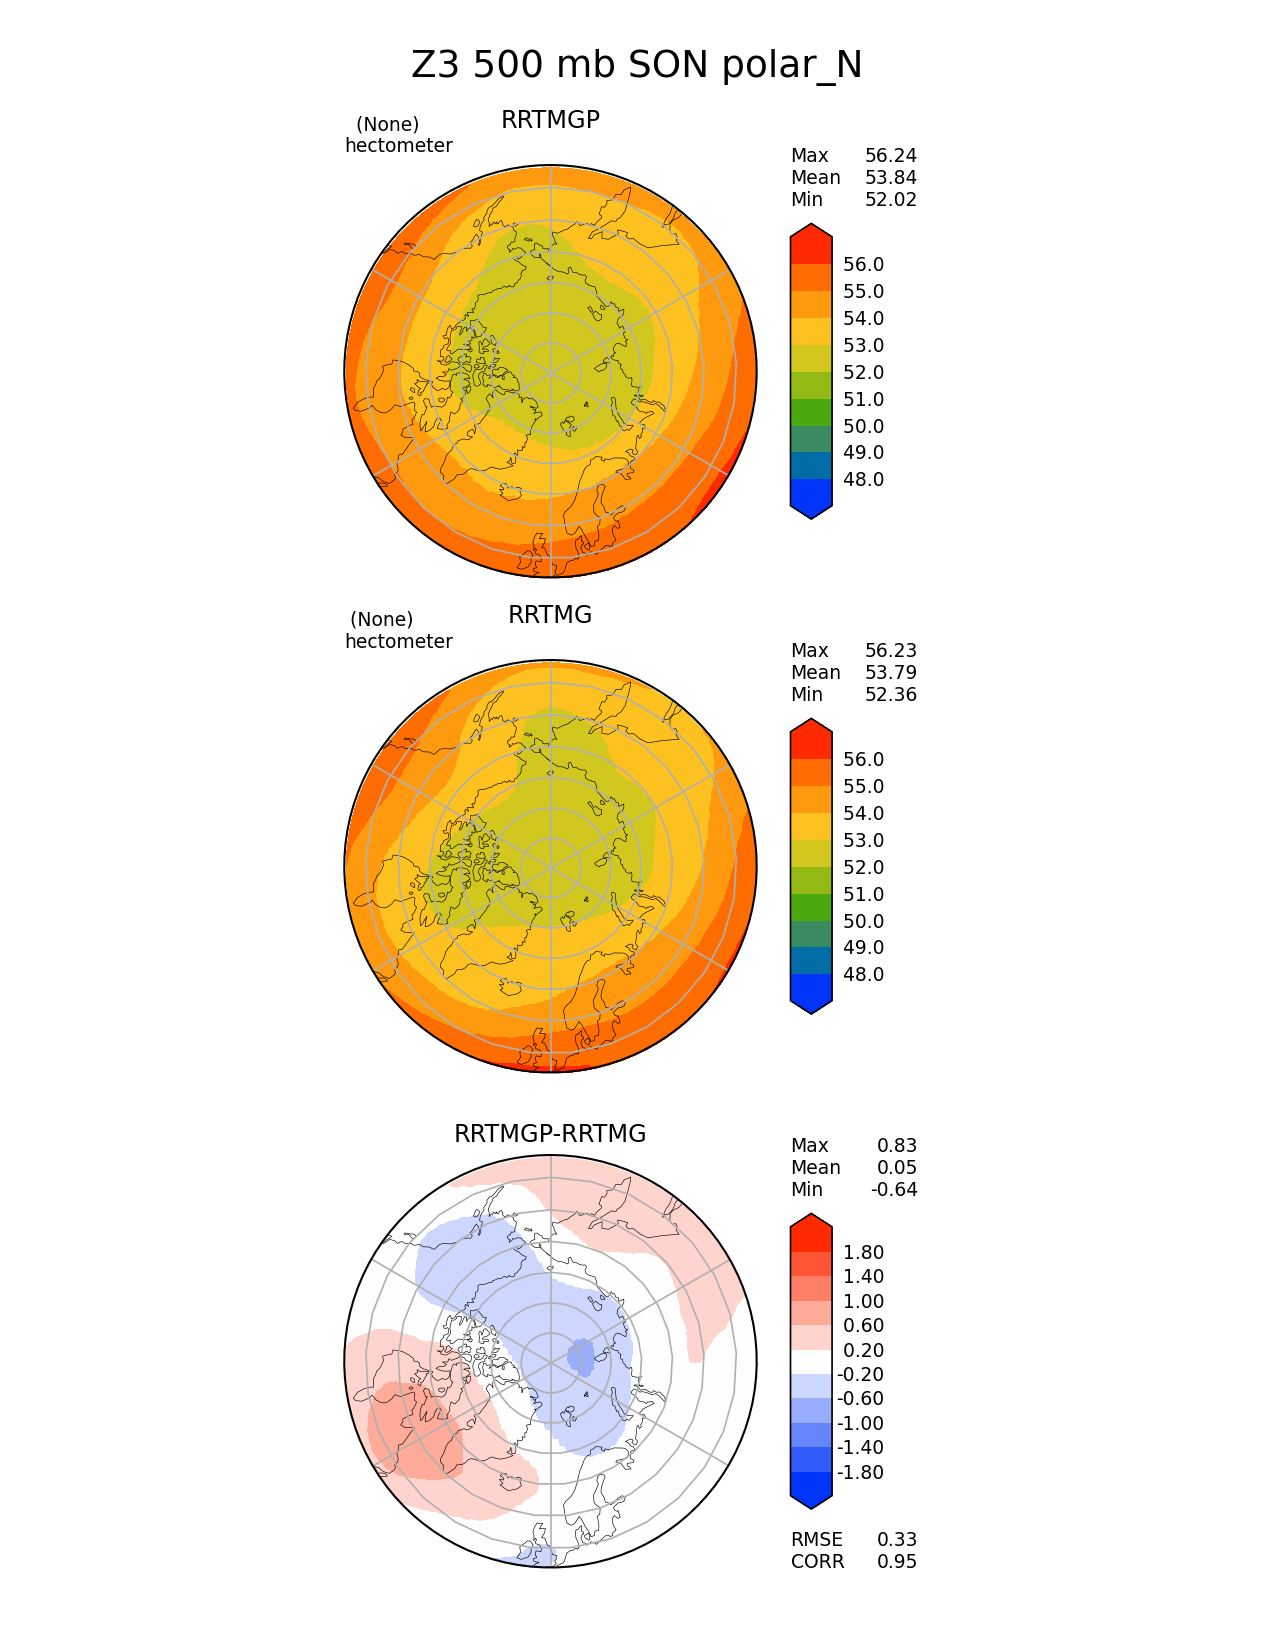 Z3 500 mb SON polar_N
(None)
hectometer
RRTMGP
Max 56.24
Mean 53.84
Min 52.02
56.0
55.0
54.0
53.0
52.0
51.0
50.0
49.0
48.0
(None)
hectometer
RRTMG
Max 56.23
Mean 53.79
Min 52.36
56.0
55.0
54.0
53.0
52.0
51.0
50.0
49.0
48.0
RRTMGP-RRTMG
Max 0.83
Mean 0.05
Min -0.64
1.80
1.40
1.00
0.60
0.20
-0.20
-0.60
-1.00
-1.40
-1.80
RMSE 0.33
CORR 0.95